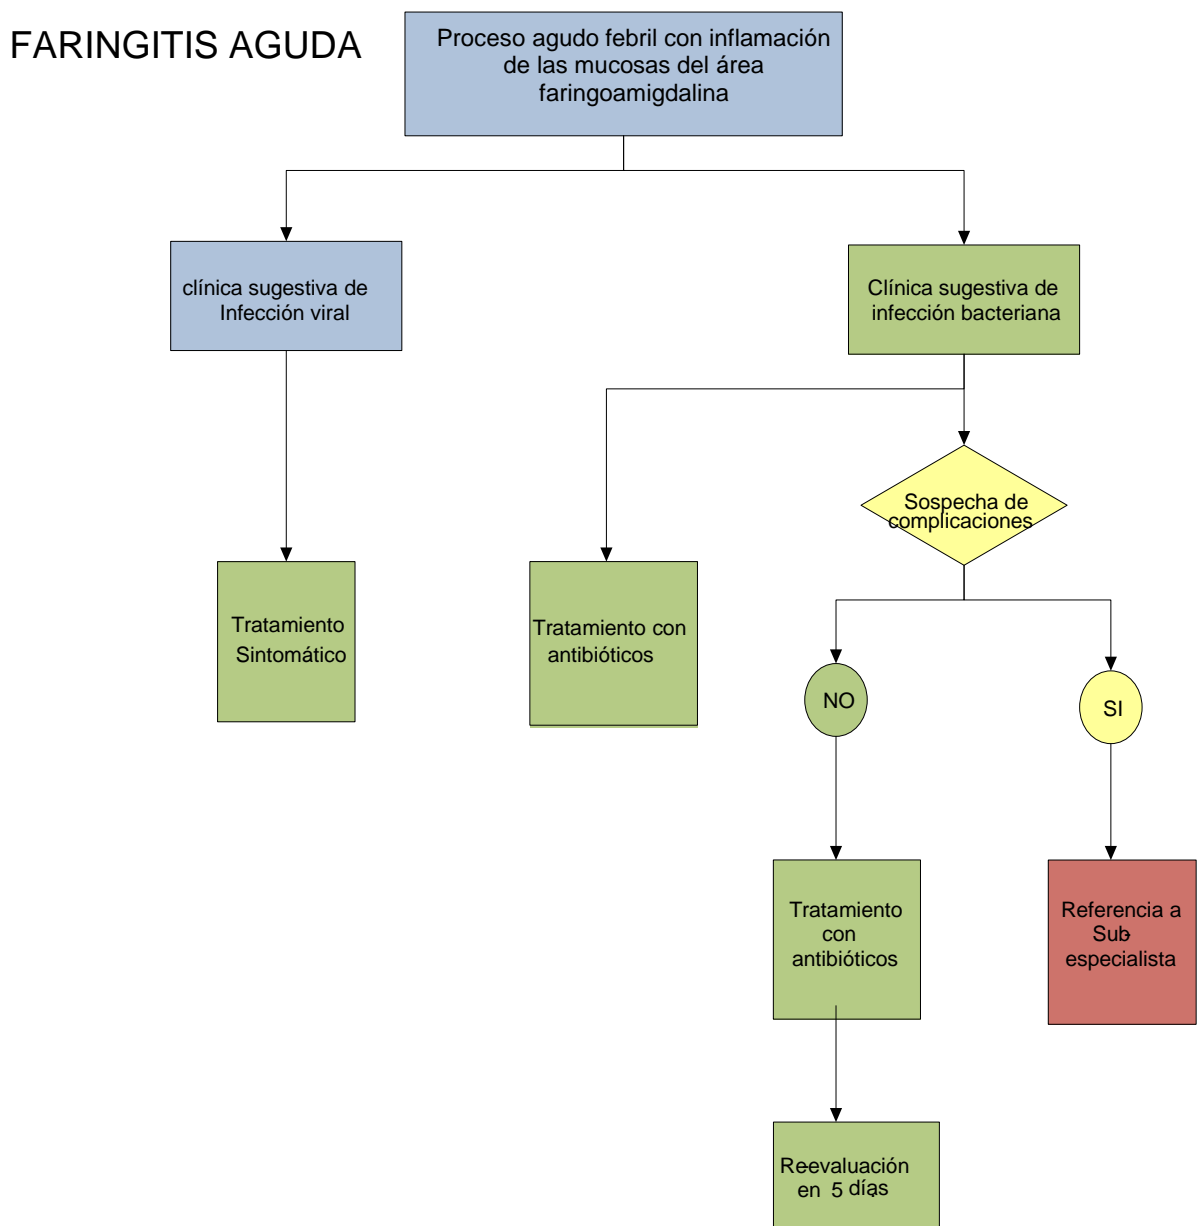 FARINGITIS AGUDA
Proceso agudo febril con inflamación
de las mucosas del área
faringoamigdalina
clínica sugestiva de
Infección viral
Clínica sugestiva de
infección bacteriana
Sospecha de
complicaciones
Tratamiento
Sintomático
Tratamiento con
antibióticos
NO
SI
Tratamiento
con
antibióticos
Referencia a
Sub-
especialista
Re-evaluación
en 5 días